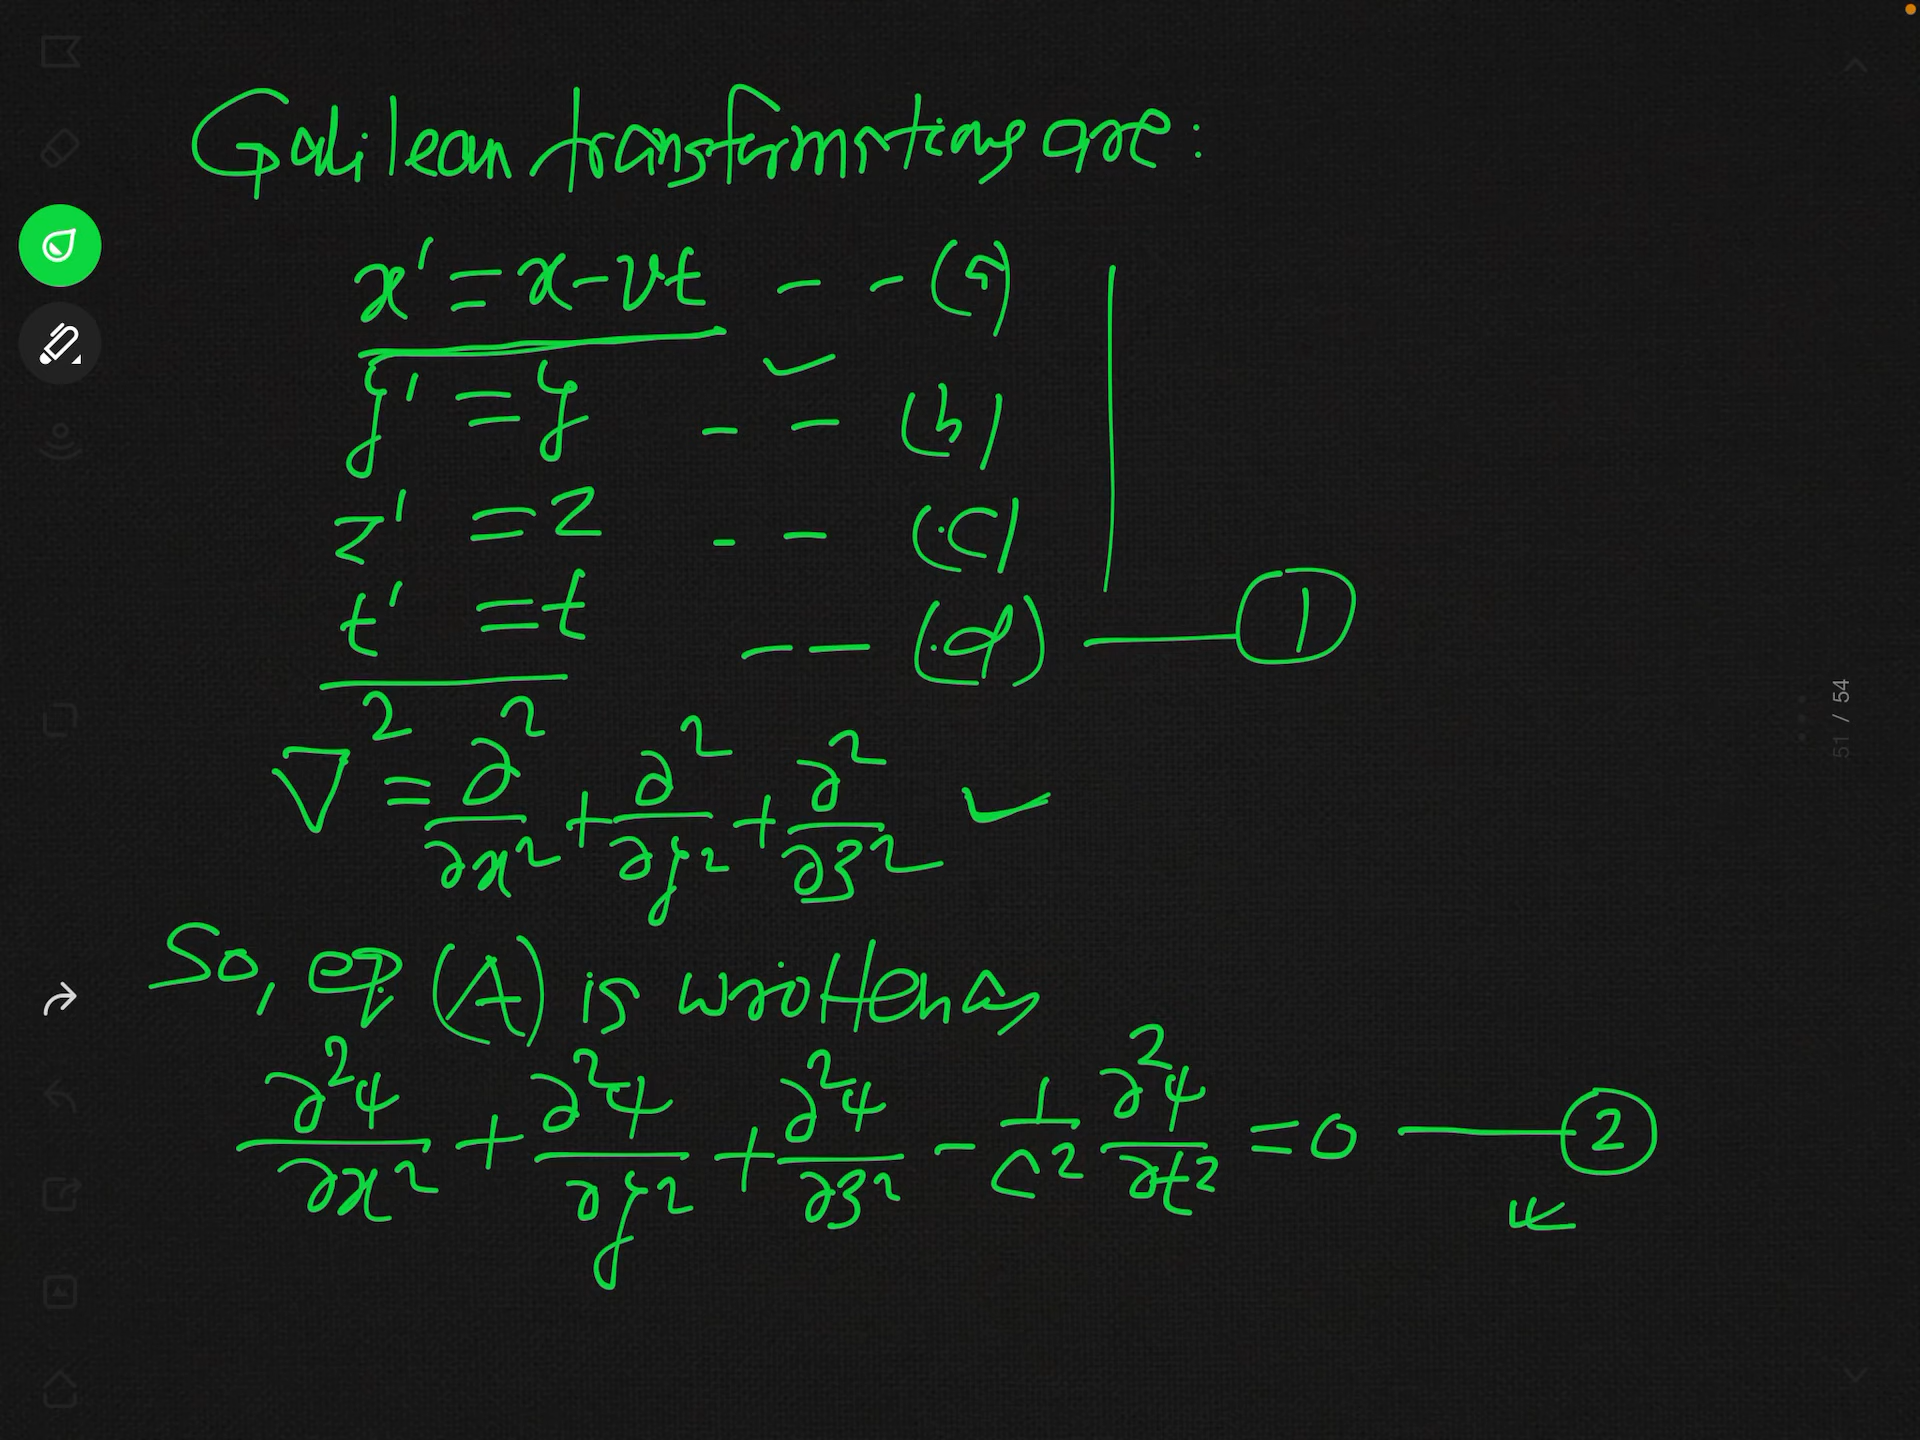 Galilean transformations are:
x' = x - vt - - (a)
y' = y - - (b)
z' = z - - (c)
t' = t - - (d) — 1
∇² = ∂²/∂x² + ∂²/∂y² + ∂²/∂z²
So, eq (A) is written as
∂²ψ/∂x² + ∂²ψ/∂y² + ∂²ψ/∂z² - 1/c² ∂²ψ/∂t² = 0 — 2
51 / 54